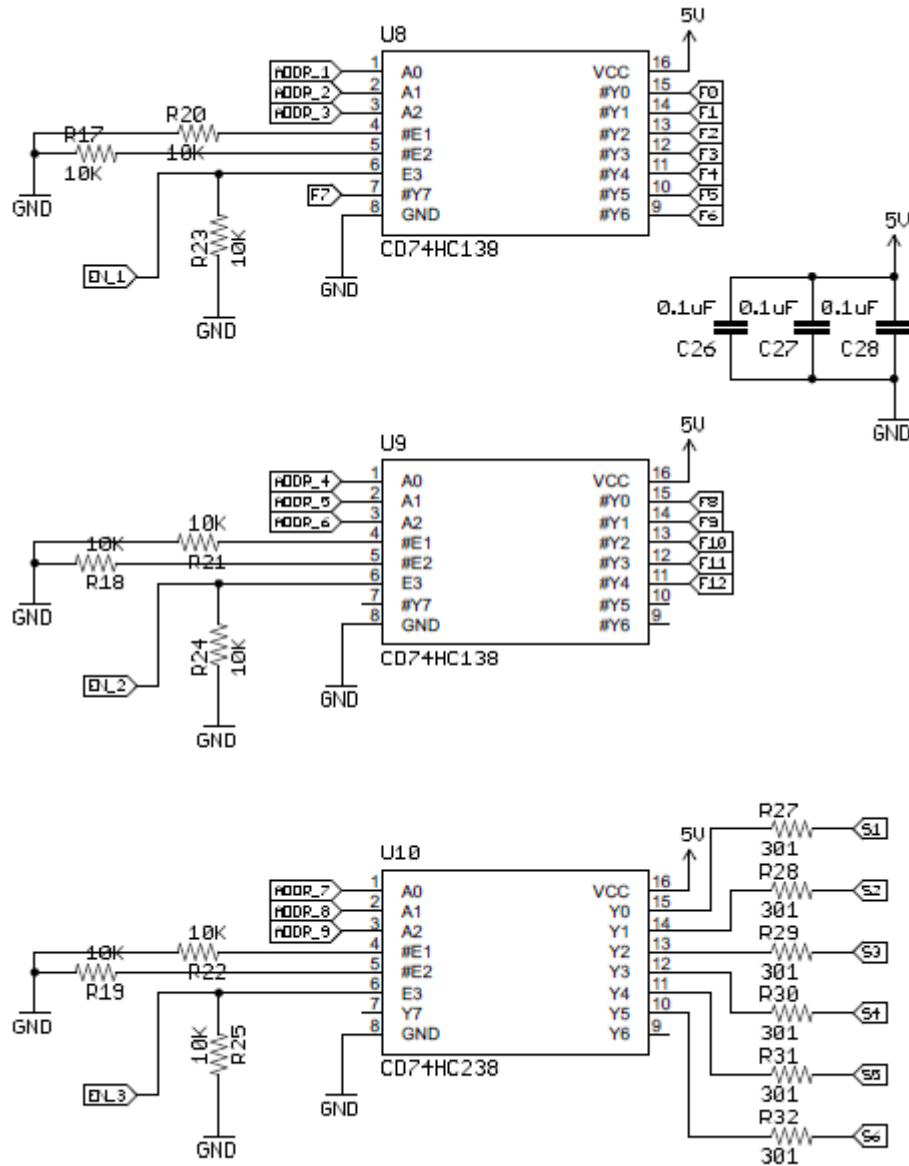 U8
5V
ADDR_1 1 A0 VCC 16
ADDR_2 2 A1 #Y0 15 F0
ADDR_3 3 A2 #Y1 14 F1
R20 10K 4 #E1 #Y2 13 F2
R17 10K 5 #E2 #Y3 12 F3
6 E3 #Y4 11 F4
F7 7 #Y7 #Y5 10 F5
8 GND #Y6 9 F6
GND
R23 10K
CD74HC138
EN_1
GND
GND
5V
0.1uF 0.1uF 0.1uF
C26 C27 C28
GND
U9
5V
ADDR_4 1 A0 VCC 16
ADDR_5 2 A1 #Y0 15 F8
ADDR_6 3 A2 #Y1 14 F9
10K R21 4 #E1 #Y2 13 F10
10K R18 5 #E2 #Y3 12 F11
6 E3 #Y4 11 F12
#Y7 #Y5 10
8 GND #Y6 9
GND
R24 10K
CD74HC138
EN_2
GND
GND
U10
5V
ADDR_7 1 A0 VCC 16
ADDR_8 2 A1 Y0 15
ADDR_9 3 A2 Y1 14
10K R22 4 #E1 Y2 13
10K R19 5 #E2 Y3 12
6 E3 Y4 11
7 Y7 Y5 10
8 GND Y6 9
GND
10K R25
CD74HC238
EN_3
GND
GND
R27 301 S1
R28 301 S2
R29 301 S3
R30 301 S4
R31 301 S5
R32 301 S6